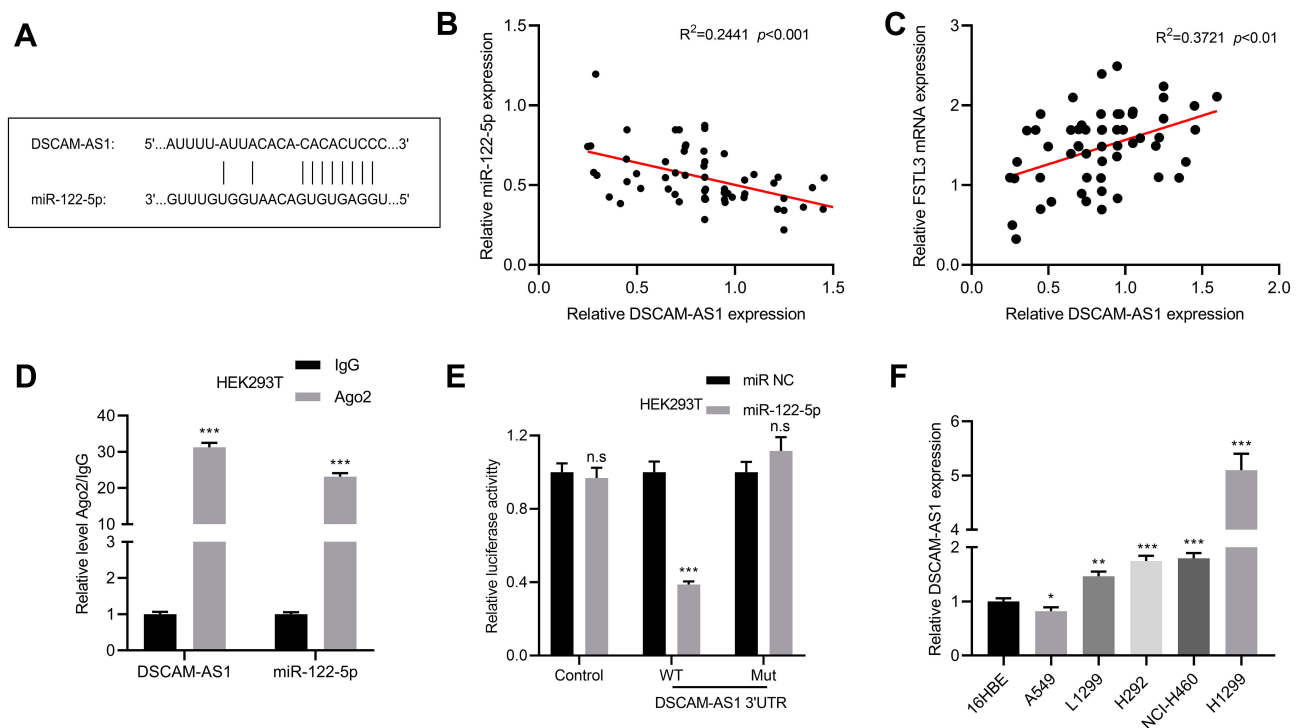 A
DSCAM-AS1: 5'...AUUUU-AUUACACA-CACACUCCC...3'
miR-122-5p: 3'...GUUUGUGGUAACAGUGUGAGGU...5'
B
R²=0.2441 p<0.001
Relative miR-122-5p expression
1.5
1.0
0.5
0.0
0.0 0.5 1.0 1.5
Relative DSCAM-AS1 expression
C
R²=0.3721 p<0.01
Relative FSTL3 mRNA expression
3
2
1
0
0.0 0.5 1.0 1.5 2.0
Relative DSCAM-AS1 expression
D
HEK293T
IgG
Ago2
Relative level Ago2/IgG
40
30
20
10
3
2
1
0
***
***
DSCAM-AS1 miR-122-5p
E
HEK293T
miR NC
miR-122-5p
Relative luciferase activitty
1.2
0.8
0.4
0.0
n.s
***
n.s
Control WT Mut
DSCAM-AS1 3'UTR
F
Relative DSCAM-AS1 expression
6
5
4
2
1
0
*
**
***
***
***
16HBE A549 L1299 H292 NCI-H460 H1299